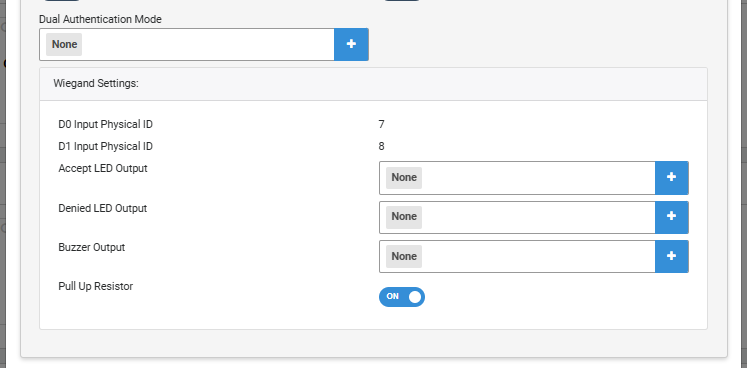 Dual Authentication Mode
None
+
Wiegand Settings:
D0 Input Physical ID 7
D1 Input Physical ID 8
Accept LED Output None +
Denied LED Output None +
Buzzer Output None +
Pull Up Resistor ON